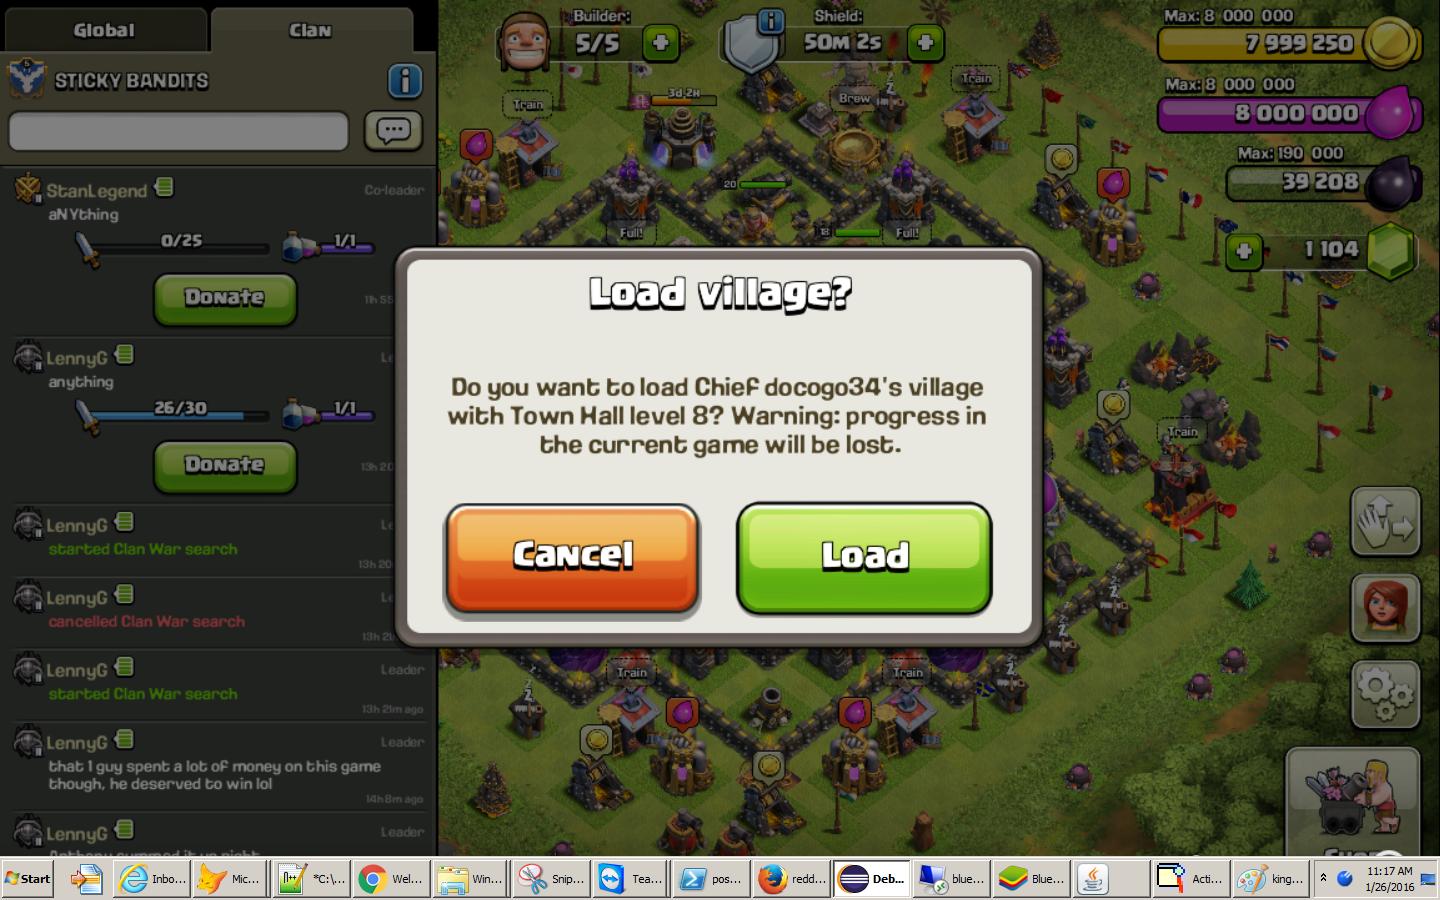 Global
Clan
STICKY BANDITS
StanLegend
Co-leader
aNYthing
0/25
1/1
Donate
11h 55
LennyG
Le
anything
26/30
1/1
Donate
13h 20
LennyG
Le
started Clan War search
13h 20
LennyG
Le
cancelled Clan War search
LennyG
Leader
started Clan War search
13h 21m ago
LennyG
Leader
that 1 guy spent a lot of money on this game
though, he deserved to win lol
14h 8m ago
LennyG
Leader
Builder:
5/5
Shield:
50M 2s
Max: 8 000 000
7 999 250
Max: 8 000 000
8 000 000
Max: 190 000
39 208
1 104
3d 2H
Train
Brew
Train
20
Full!
18
Full!
Train
Train
Train
Load village?
Do you want to load Chief docogo34's village
with Town Hall level 8? Warning: progress in
the current game will be lost.
Cancel
Load
Start
Inbo...
Mic...
*C:\...
Wel...
Win...
Snip...
Tea...
pos...
redd...
Deb...
blue...
Blue...
Acti...
king...
11:17 AM
1/26/2016